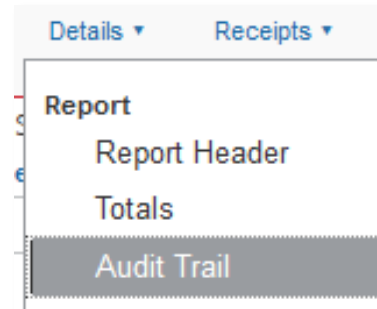 Details ▾ Receipts ▾
Report
Report Header
Totals
Audit Trail